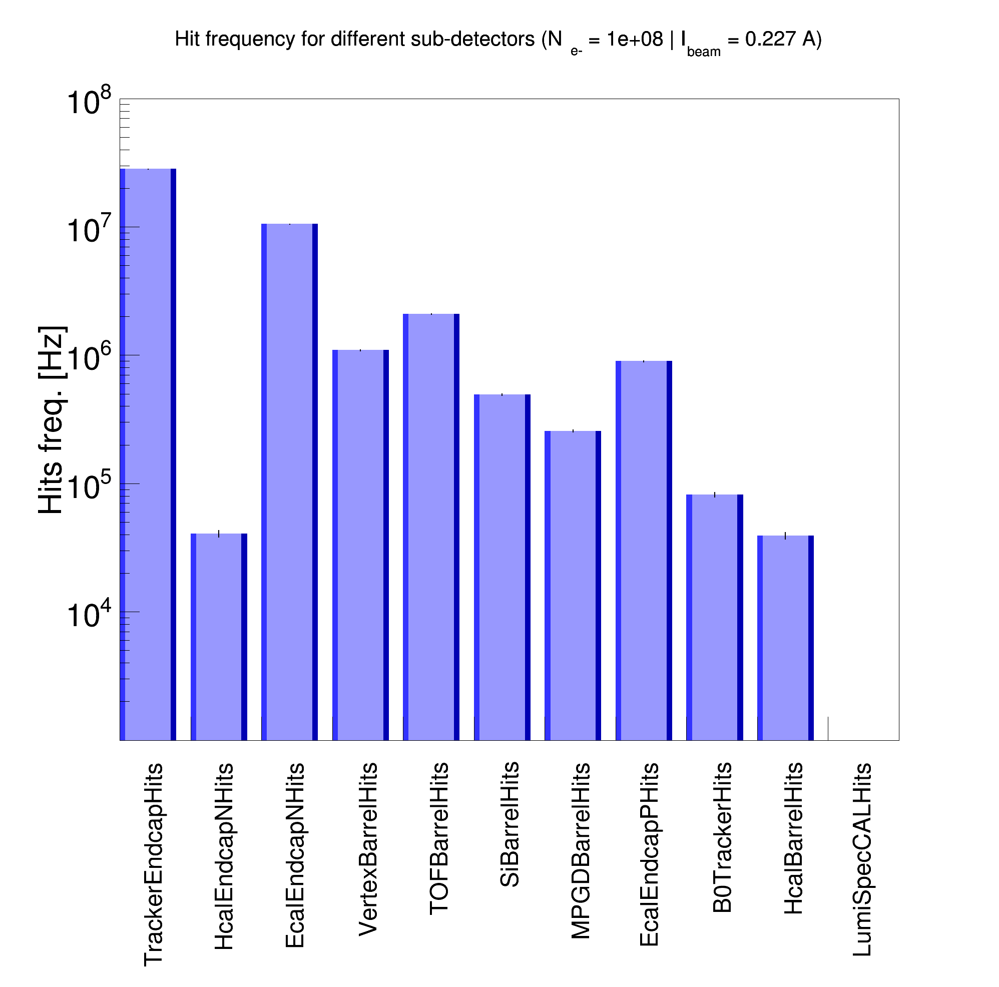 Hit frequency for different sub-detectors (N e- = 1e+08 | I beam = 0.227 A)
Hits freq. [Hz]
10^8
10^7
10^6
10^5
10^4
TrackerEndcapHits
HcalEndcapNHits
EcalEndcapNHits
VertexBarrelHits
TOFBarrelHits
SiBarrelHits
MPGDBarrelHits
EcalEndcapPHits
B0TrackerHits
HcalBarrelHits
LumiSpecCALHits